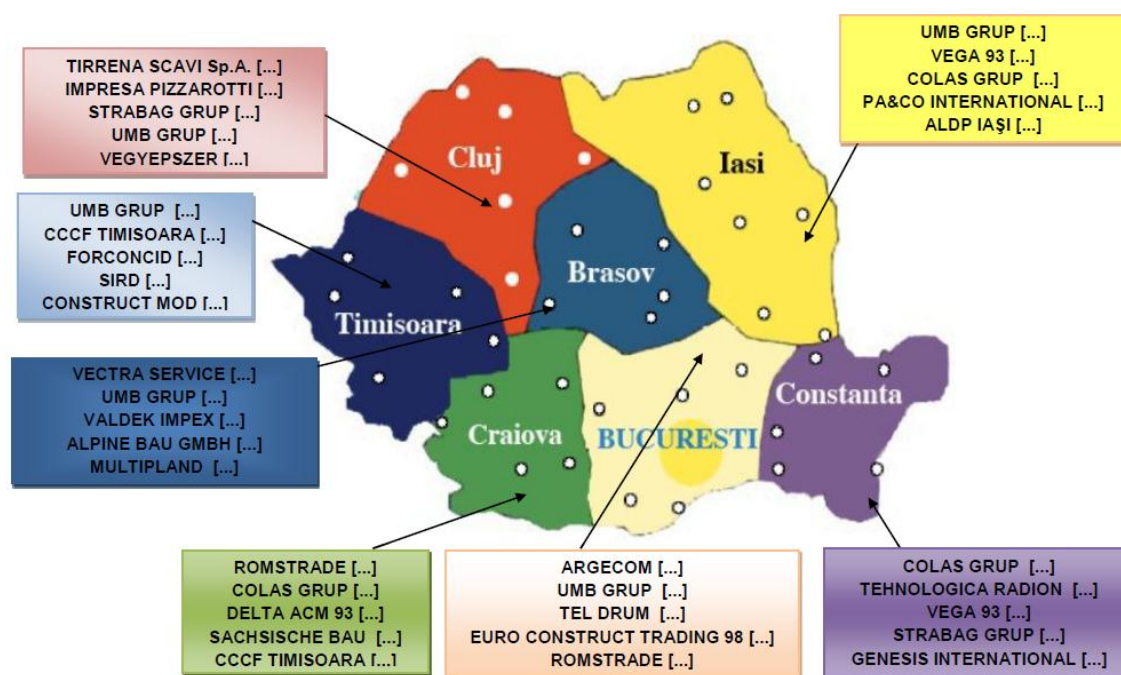 TIRRENA SCAVI Sp.A. [...]
IMPRESA PIZZAROTTI [...]
STRABAG GRUP [...]
UMB GRUP [...]
VEGYEPSZER [...]
UMB GRUP [...]
VEGA 93 [...]
COLAS GRUP [...]
PA&CO INTERNATIONAL [...]
ALDP IAŞI [...]
Cluj
Iasi
UMB GRUP [...]
CCCF TIMISOARA [...]
FORCONCID [...]
SIRD [...]
CONSTRUCT MOD [...]
Brasov
Timisoara
VECTRA SERVICE [...]
UMB GRUP [...]
VALDEK IMPEX [...]
ALPINE BAU GMBH [...]
MULTIPLAND [...]
Constanta
Craiova
BUCURESTI
ROMSTRADE [...]
COLAS GRUP [...]
DELTA ACM 93 [...]
SACHSISCHE BAU [...]
CCCF TIMISOARA [...]
ARGECOM [...]
UMB GRUP [...]
TEL DRUM [...]
EURO CONSTRUCT TRADING 98 [...]
ROMSTRADE [...]
COLAS GRUP [...]
TEHNOLOGICA RADION [...]
VEGA 93 [...]
STRABAG GRUP [...]
GENESIS INTERNATIONAL [...]